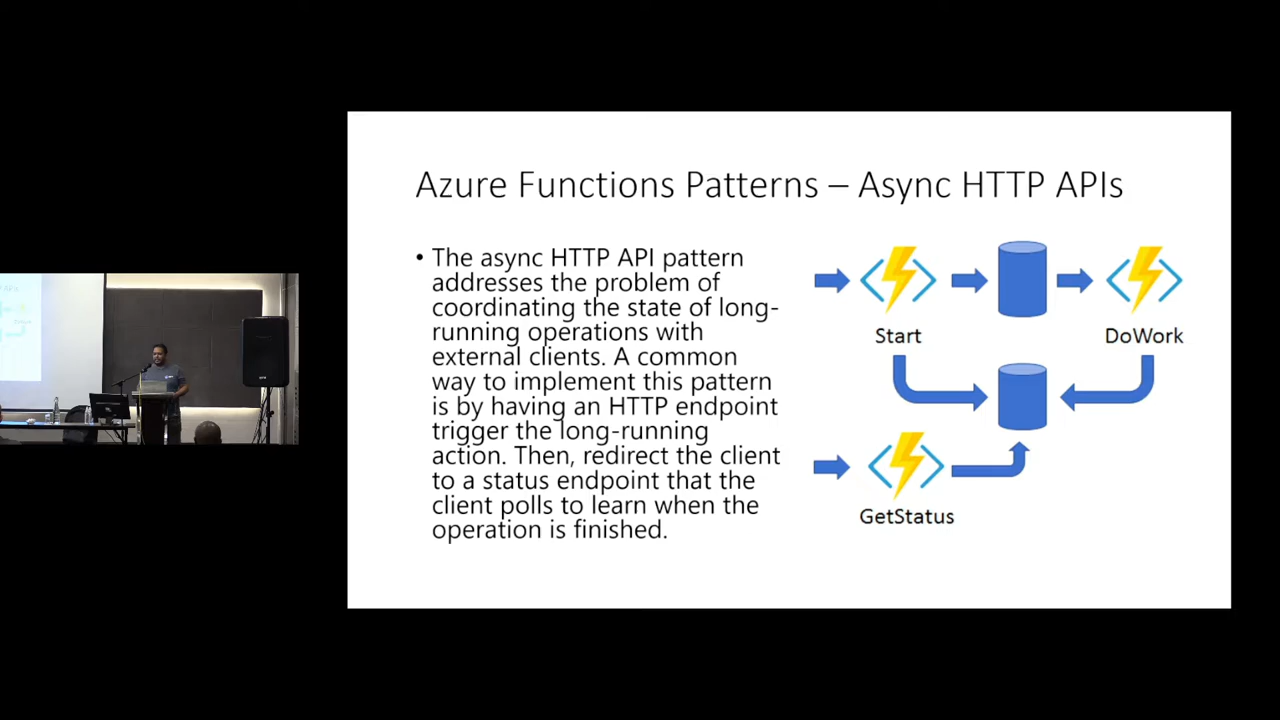 Azure Functions Patterns – Async HTTP APIs
• The async HTTP API pattern
addresses the problem of
coordinating the state of long-
running operations with
external clients. A common
way to implement this pattern
is by having an HTTP endpoint
trigger the long-running
action. Then, redirect the client
to a status endpoint that the
client polls to learn when the
operation is finished.
Start
DoWork
GetStatus